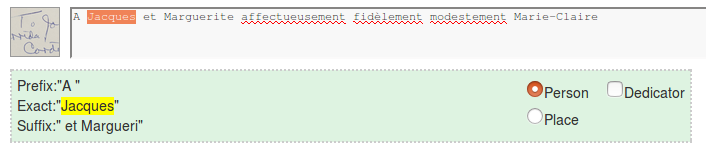 A Jacques et Marguerite affectueusement fidèlement modestement Marie-Claire
Prefix:"A "
Exact:"Jacques"
Suffix:" et Margueri"
Person
Dedicator
Place